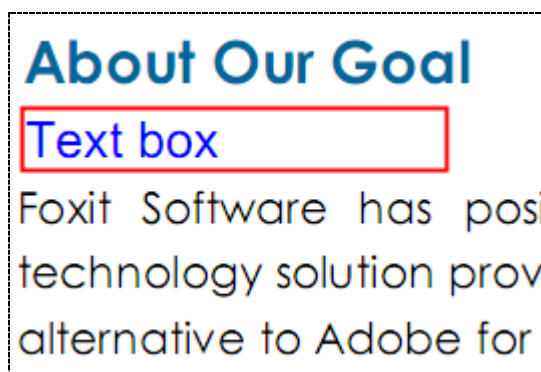 About Our Goal
Text box
Foxit Software has posi
technology solution prov
alternative to Adobe for